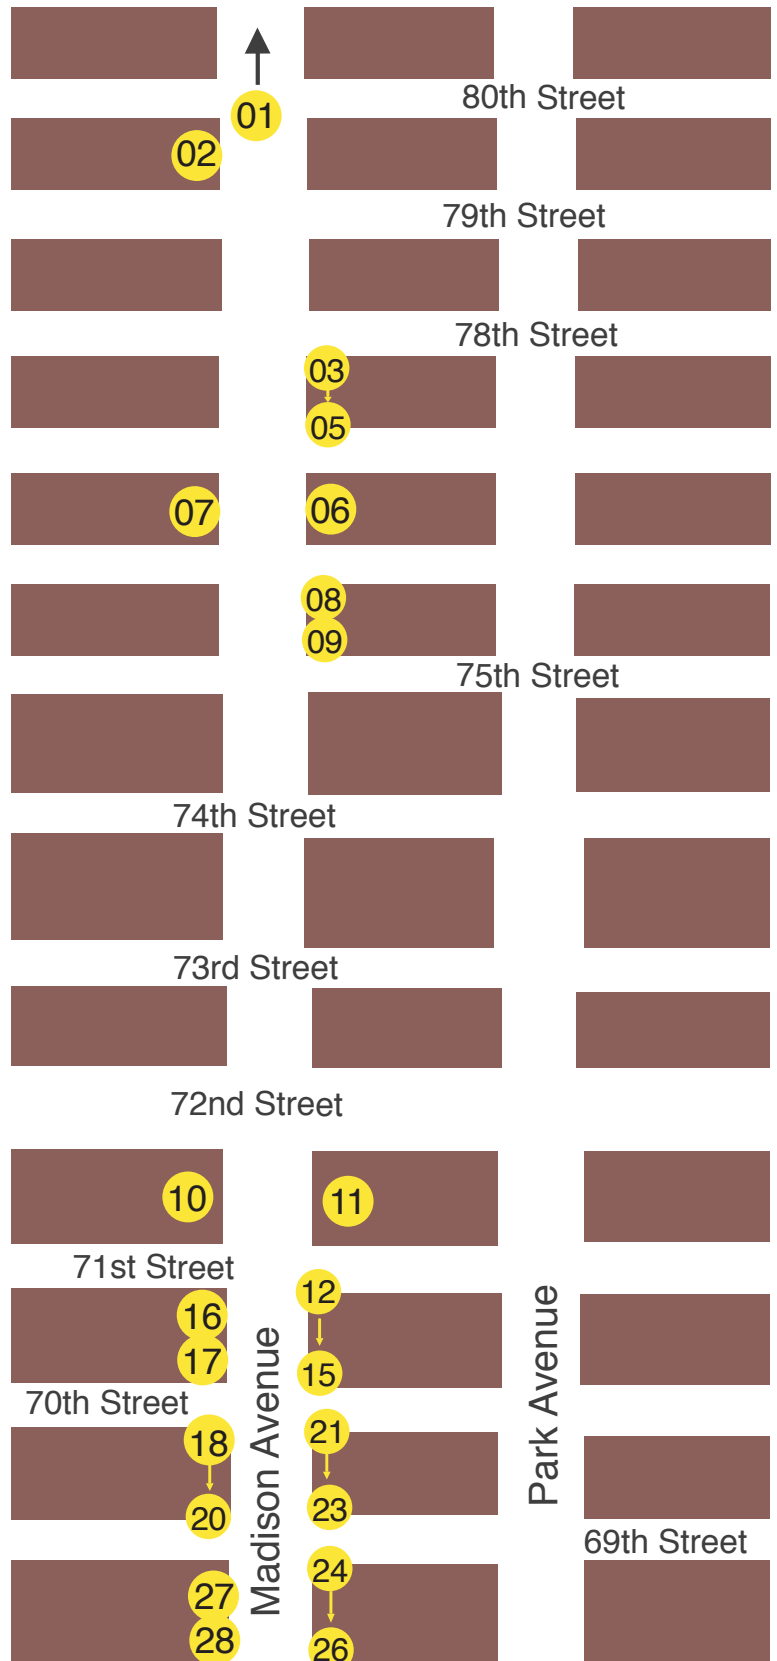 80th Street
01
02
79th Street
78th Street
03
05
07
06
08
09
75th Street
74th Street
73rd Street
72nd Street
10
11
71st Street
12
16
17
15
70th Street
18
21
20
23
Madison Avenue
Park Avenue
69th Street
24
27
28
26